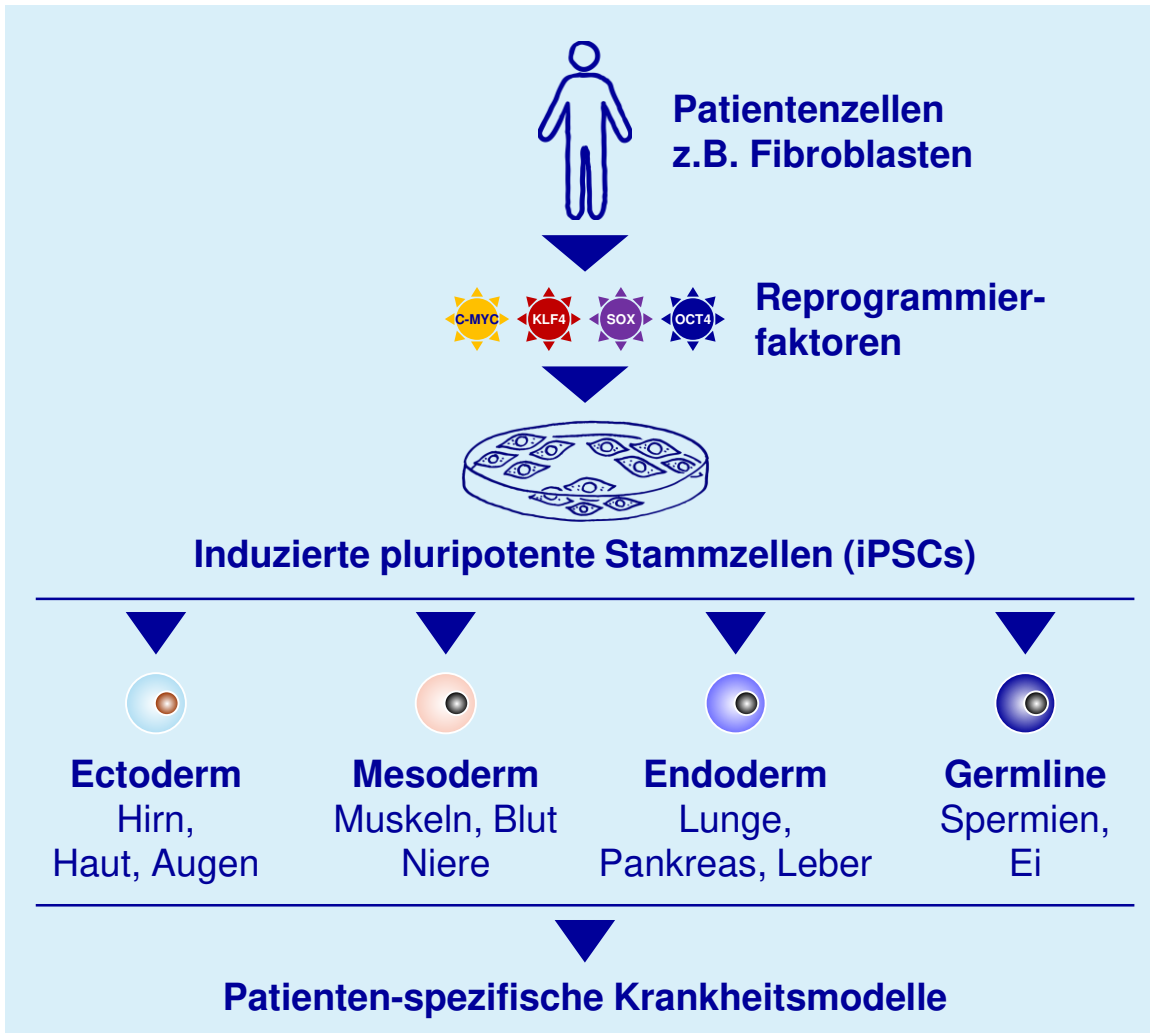 Patientenzellen
z.B. Fibroblasten
C-MYC KLF4 SOX OCT4
Reprogrammier-
faktoren
Induzierte pluripotente Stammzellen (iPSCs)
Ectoderm
Hirn,
Haut, Augen
Mesoderm
Muskeln, Blut
Niere
Endoderm
Lunge,
Pankreas, Leber
Germline
Spermien,
Ei
Patienten-spezifische Krankheitsmodelle